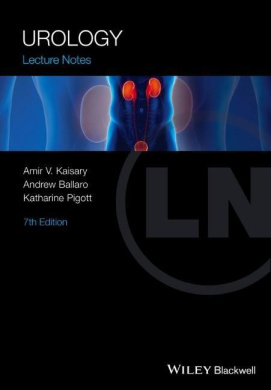 UROLOGY
Lecture Notes
Amir V. Kaisary
Andrew Ballaro
Katharine Pigott
7th Edition
LN
WILEY Blackwell